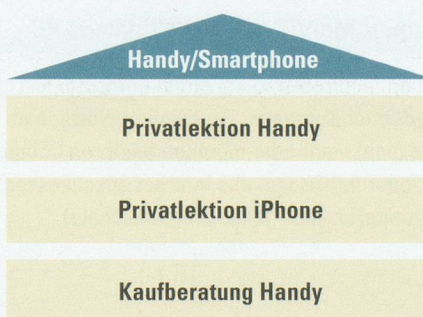 Handy/Smartphone
Privatlektion Handy
Privatlektion iPhone
Kaufberatung Handy